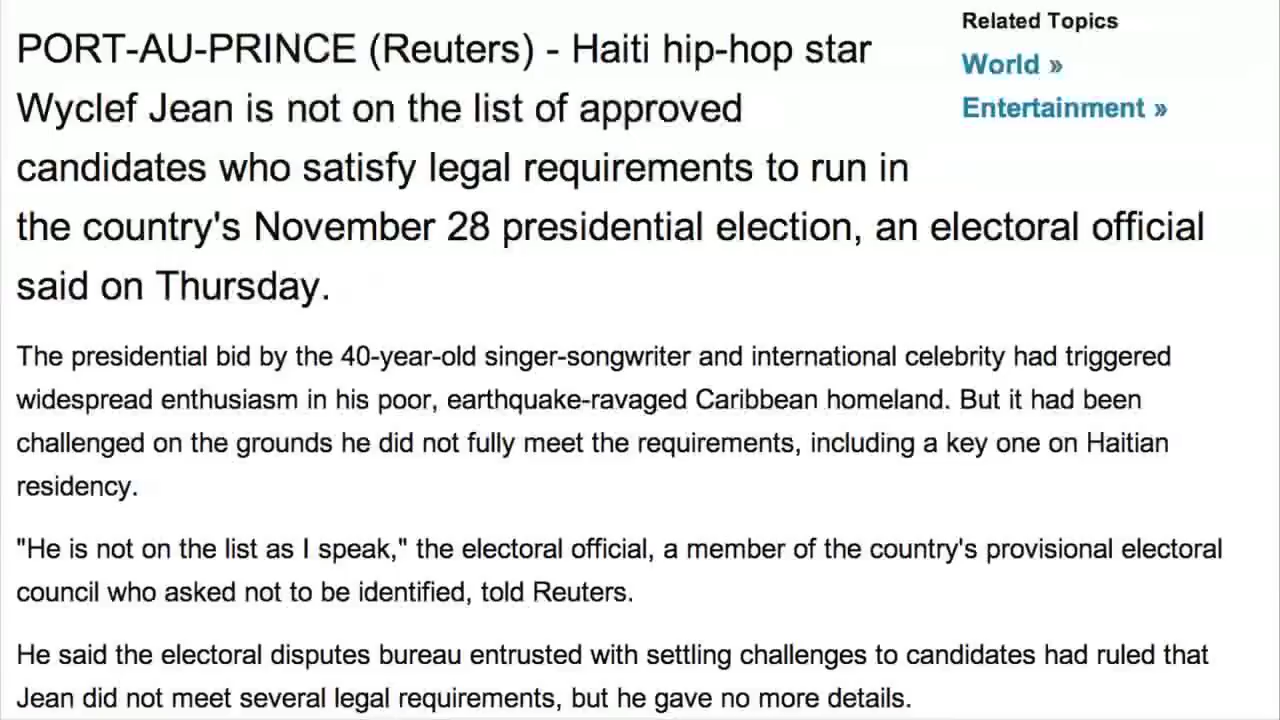 PORT-AU-PRINCE (Reuters) - Haiti hip-hop star
Wyclef Jean is not on the list of approved
candidates who satisfy legal requirements to run in
the country's November 28 presidential election, an electoral official
said on Thursday.
Related Topics
World »
Entertainment »
The presidential bid by the 40-year-old singer-songwriter and international celebrity had triggered
widespread enthusiasm in his poor, earthquake-ravaged Caribbean homeland. But it had been
challenged on the grounds he did not fully meet the requirements, including a key one on Haitian
residency.
"He is not on the list as I speak," the electoral official, a member of the country's provisional electoral
council who asked not to be identified, told Reuters.
He said the electoral disputes bureau entrusted with settling challenges to candidates had ruled that
Jean did not meet several legal requirements, but he gave no more details.